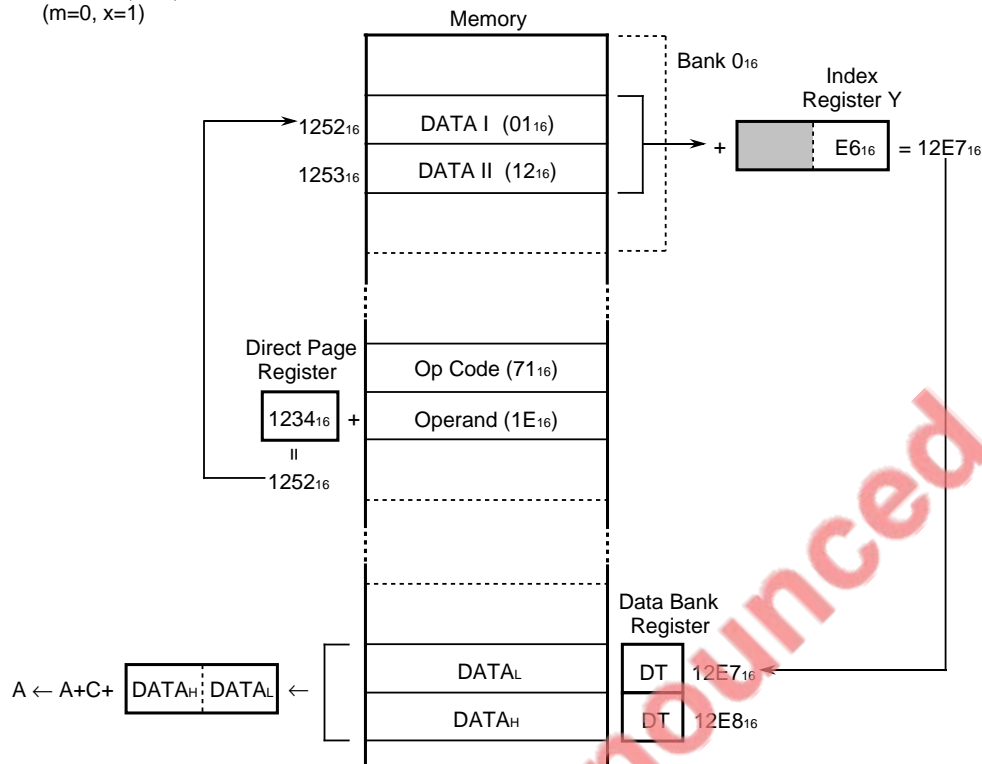 (m=0, x=1)
Memory
Bank 0₁₆
Index
Register Y
1252₁₆
DATA I (01₁₆)
+
E6₁₆
= 12E7₁₆
1253₁₆
DATA II (12₁₆)
Direct Page
Register
Op Code (71₁₆)
1234₁₆
+
Operand (1E₁₆)
=
1252₁₆
Data Bank
Register
DATAL
DT
12E7₁₆
A ← A+C+
DATAH
DATAL
←
DATAH
DT
12E8₁₆
ounced